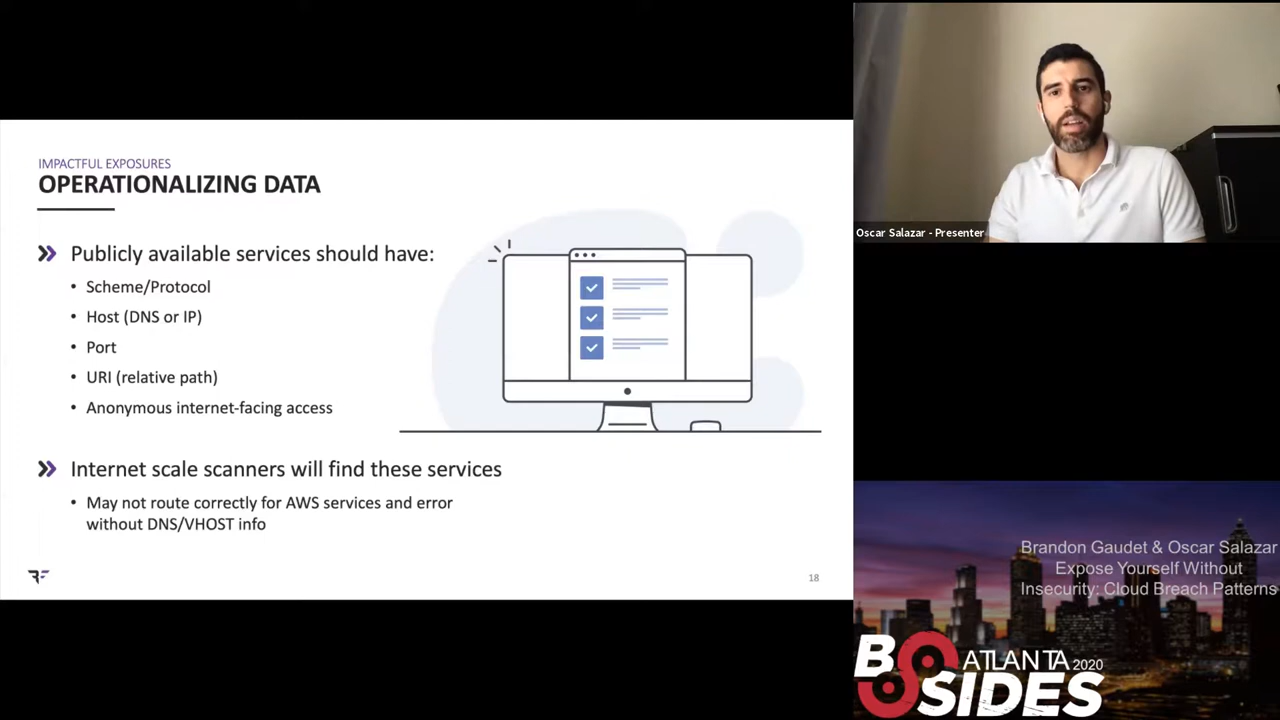 IMPACTFUL EXPOSURES
OPERATIONALIZING DATA
Publicly available services should have:
• Scheme/Protocol
• Host (DNS or IP)
• Port
• URI (relative path)
• Anonymous internet-facing access
Internet scale scanners will find these services
• May not route correctly for AWS services and error
without DNS/VHOST info
18
Oscar Salazar - Presenter
Brandon Gaudet & Oscar Salazar
Expose Yourself Without
Insecurity: Cloud Breach Patterns
BSIDES
ATLANTA 2020